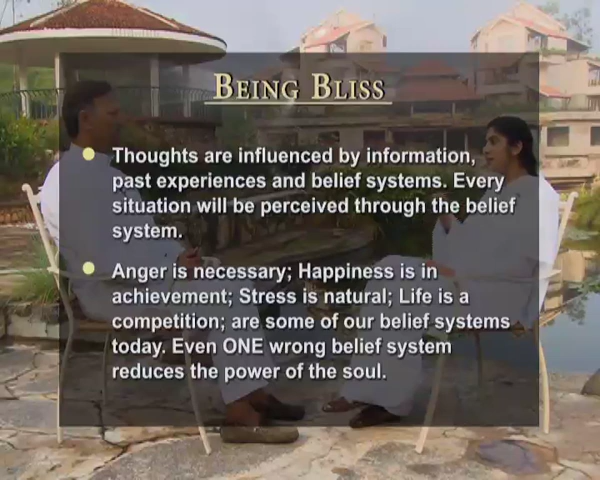 BEING BLISS
Thoughts are influenced by information,
past experiences and belief systems. Every
situation will be perceived through the belief
system.
Anger is necessary; Happiness is in
achievement; Stress is natural; Life is a
competition; are some of our belief systems
today. Even ONE wrong belief system
reduces the power of the soul.